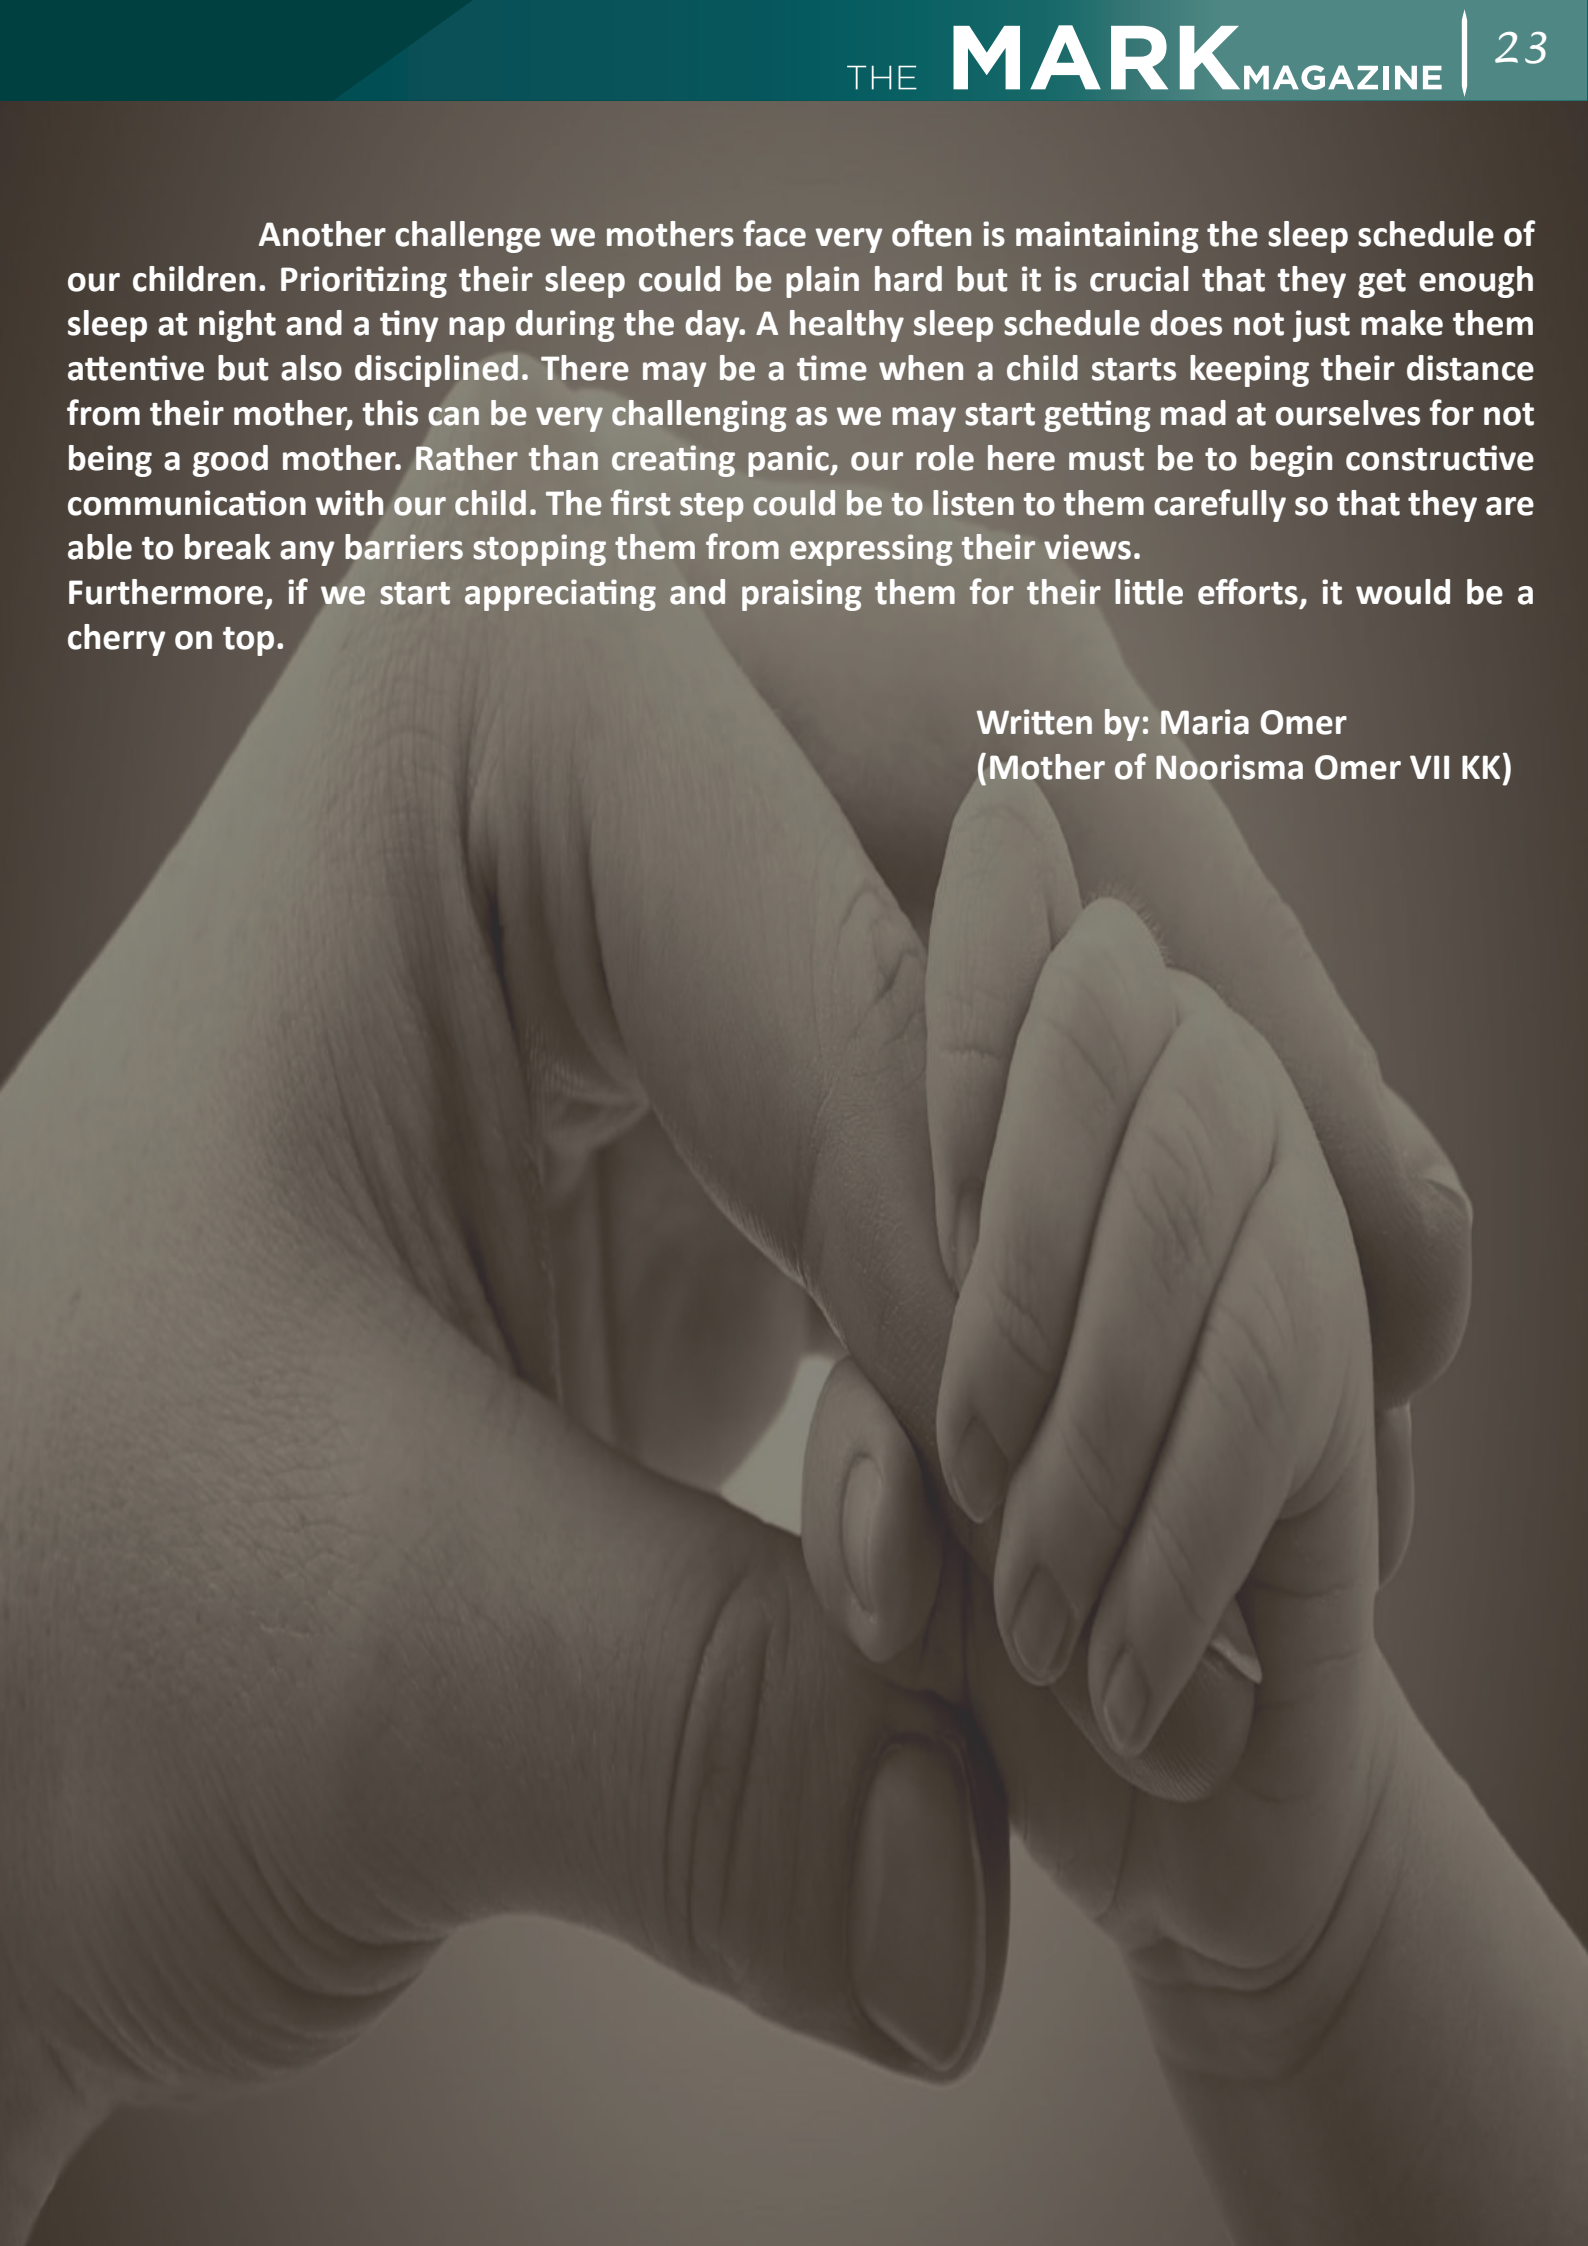 THE MARK MAGAZINE 23
Another challenge we mothers face very often is maintaining the sleep schedule of
our children. Prioritizing their sleep could be plain hard but it is crucial that they get enough
sleep at night and a tiny nap during the day. A healthy sleep schedule does not just make them
attentive but also disciplined. There may be a time when a child starts keeping their distance
from their mother, this can be very challenging as we may start getting mad at ourselves for not
being a good mother. Rather than creating panic, our role here must be to begin constructive
communication with our child. The first step could be to listen to them carefully so that they are
able to break any barriers stopping them from expressing their views.
Furthermore, if we start appreciating and praising them for their little efforts, it would be a
cherry on top.
Written by: Maria Omer
(Mother of Noorisma Omer VII KK)